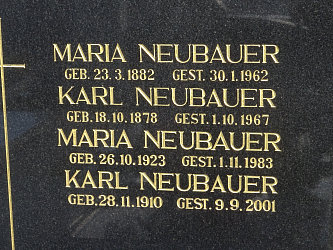 MARIA NEUBAUER
GEB. 23.3.1882 GEST. 30.1.1962
KARL NEUBAUER
GEB. 18.10.1878 GEST. 1.10.1967
MARIA NEUBAUER
GEB. 26.10.1923 GEST. 1.11.1983
KARL NEUBAUER
GEB. 28.11.1910 GEST. 9.9.2001